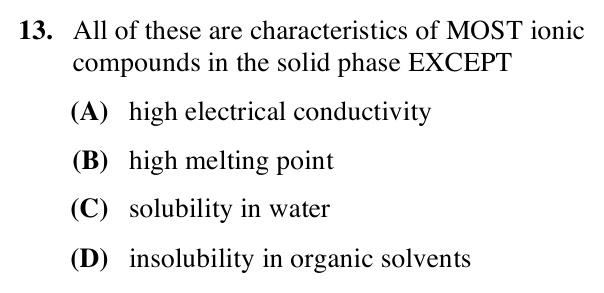 13. All of these are characteristics of MOST ionic
compounds in the solid phase EXCEPT
(A) high electrical conductivity
(B) high melting point
(C) solubility in water
(D) insolubility in organic solvents